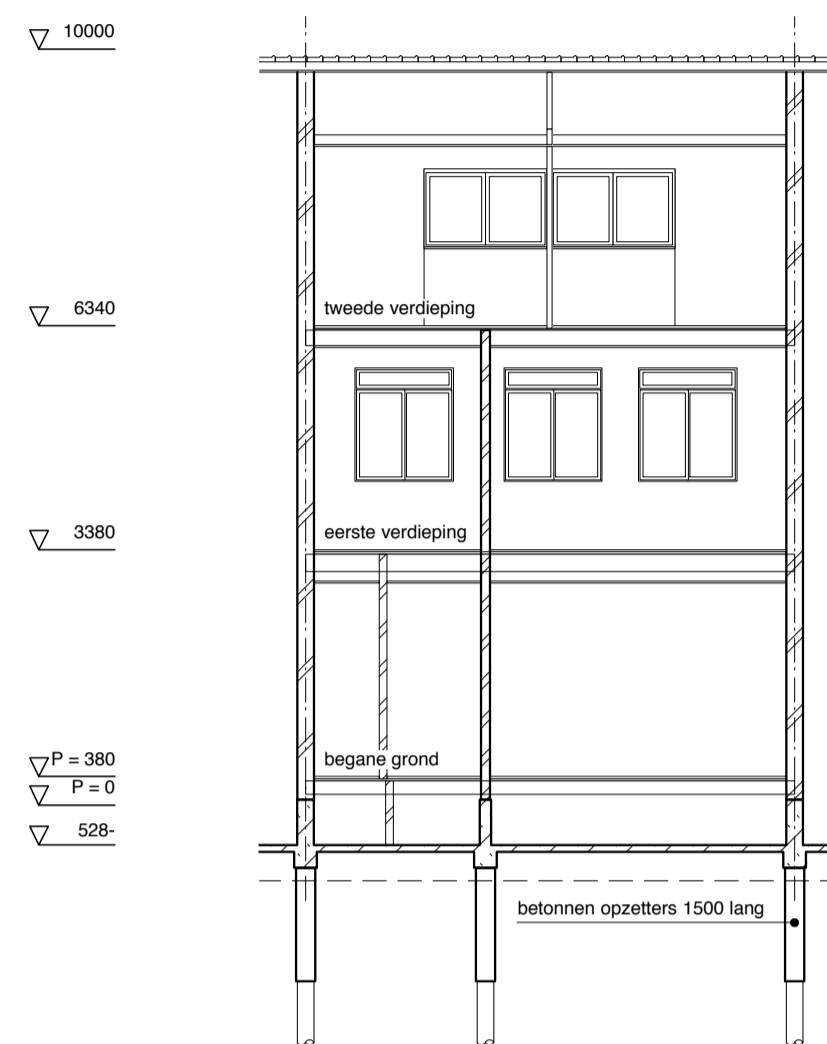 10000
6340
tweede verdieping
3380
eerste verdieping
P = 380
begane grond
P = 0
528-
betonnen opzetters 1500 lang